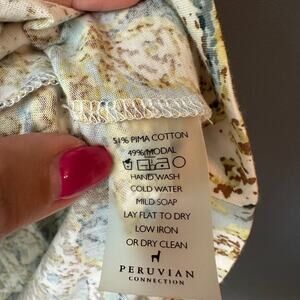 51% PIMA COTTON
49% MODAL
HAND WASH
COLD WATER
MILD SOAP
LAY FLAT TO DRY
LOW IRON
OR DRY CLEAN
PERUVIAN
CONNECTION